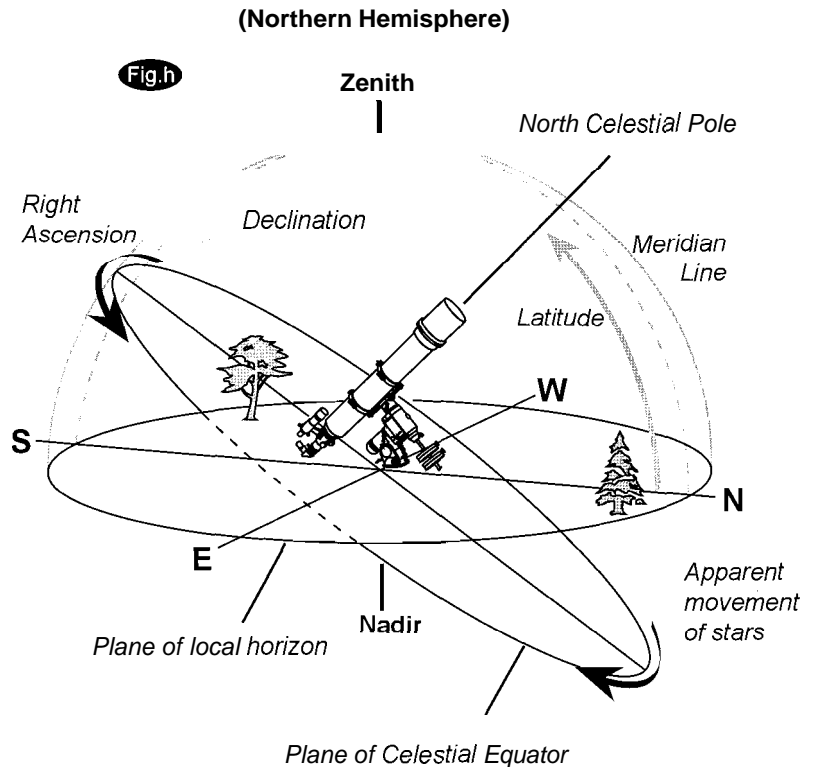 (Northern Hemisphere)
Fig.h
Zenith
North Celestial Pole
Right
Ascension
Declination
Meridian
Line
Latitude
W
S
N
E
Apparent
movement
of stars
Nadir
Plane of local horizon
Plane of Celestial Equator